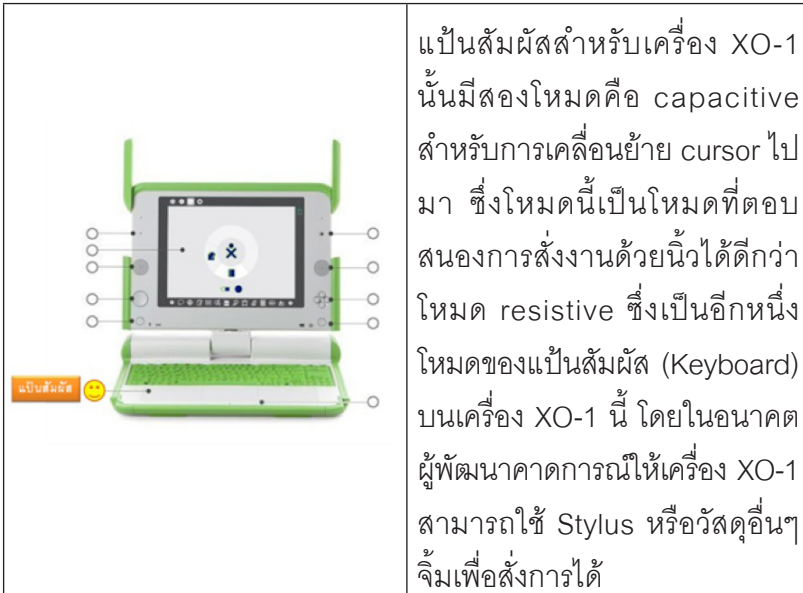 แป้นสัมผัส
แป้นสัมผัสสำหรับเครื่อง XO-1
นั้นมีสองโหมดคือ capacitive
สำหรับการเคลื่อนย้าย cursor ไป
มา ซึ่งโหมดนี้เป็นโหมดที่ตอบ
สนองการสั่งงานด้วยนิ้วได้ดีกว่า
โหมด resistive ซึ่งเป็นอีกหนึ่ง
โหมดของแป้นสัมผัส (Keyboard)
บนเครื่อง XO-1 นี้ โดยในอนาคต
ผู้พัฒนาคาดการณ์ให้เครื่อง XO-1
สามารถใช้ Stylus หรือวัสดุอื่นๆ
จิ้มเพื่อสั่งการได้